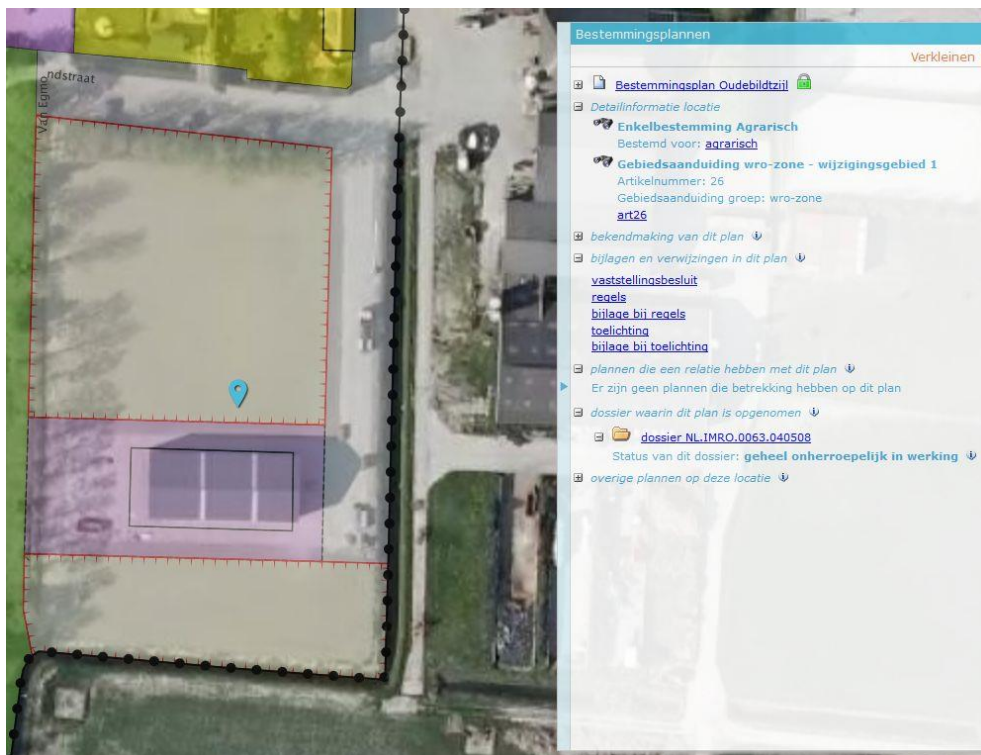 ndstraat
Van Egmo
Bestemmingsplannen
Verkleinen
Bestemmingsplan Oudebildtzijl
Detailinformatie locatie
Enkelbestemming Agrarisch
Bestemd voor: agrarisch
Gebiedsaanduiding wro-zone - wijzigingsgebied 1
Artikelnummer: 26
Gebiedsaanduiding groep: wro-zone
art26
bekendmaking van dit plan
bijlagen en verwijzingen in dit plan
vaststellingsbesluit
regels
bijlage bij regels
toelichting
bijlage bij toelichting
plannen die een relatie hebben met dit plan
Er zijn geen plannen die betrekking hebben op dit plan
dossier waarin dit plan is opgenomen
dossier NL.IMRO.0063.040508
Status van dit dossier: geheel onherroepelijk in werking
overige plannen op deze locatie